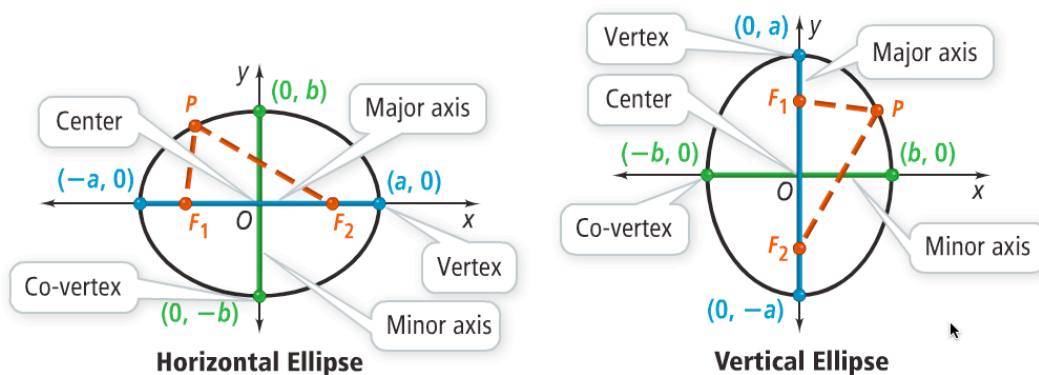 y
(0, b)
P
Major axis
Center
(−a, 0)
(a, 0)
F1
O
F2
x
Vertex
Co-vertex
(0, −b)
Minor axis
Horizontal Ellipse
(0, a)
y
Vertex
Major axis
Center
F1
P
(−b, 0)
(b, 0)
O
x
Co-vertex
F2
Minor axis
(0, −a)
Vertical Ellipse